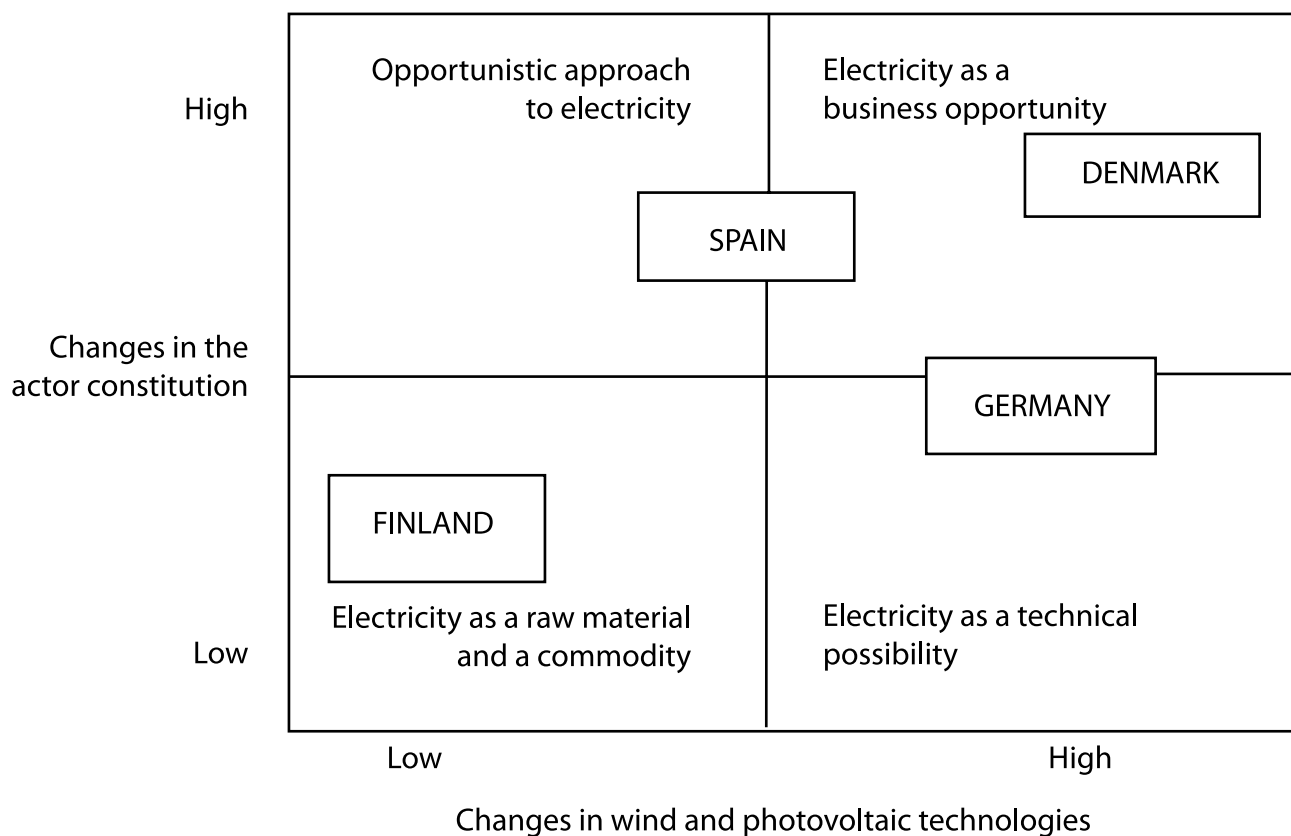 Opportunistic approach
to electricity
Electricity as a
business opportunity
High
DENMARK
SPAIN
Changes in the
actor constitution
GERMANY
FINLAND
Electricity as a raw material
and a commodity
Electricity as a technical
possibility
Low
Low
High
Changes in wind and photovoltaic technologies